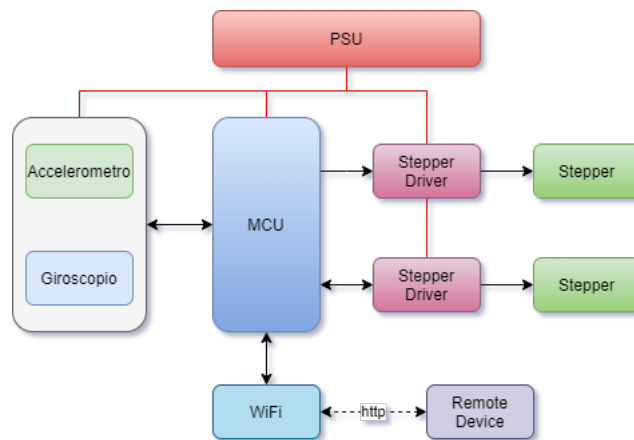 PSU
Accelerometro
Giroscopio
MCU
Stepper
Driver
Stepper
Stepper
Driver
Stepper
WiFi
http
Remote
Device